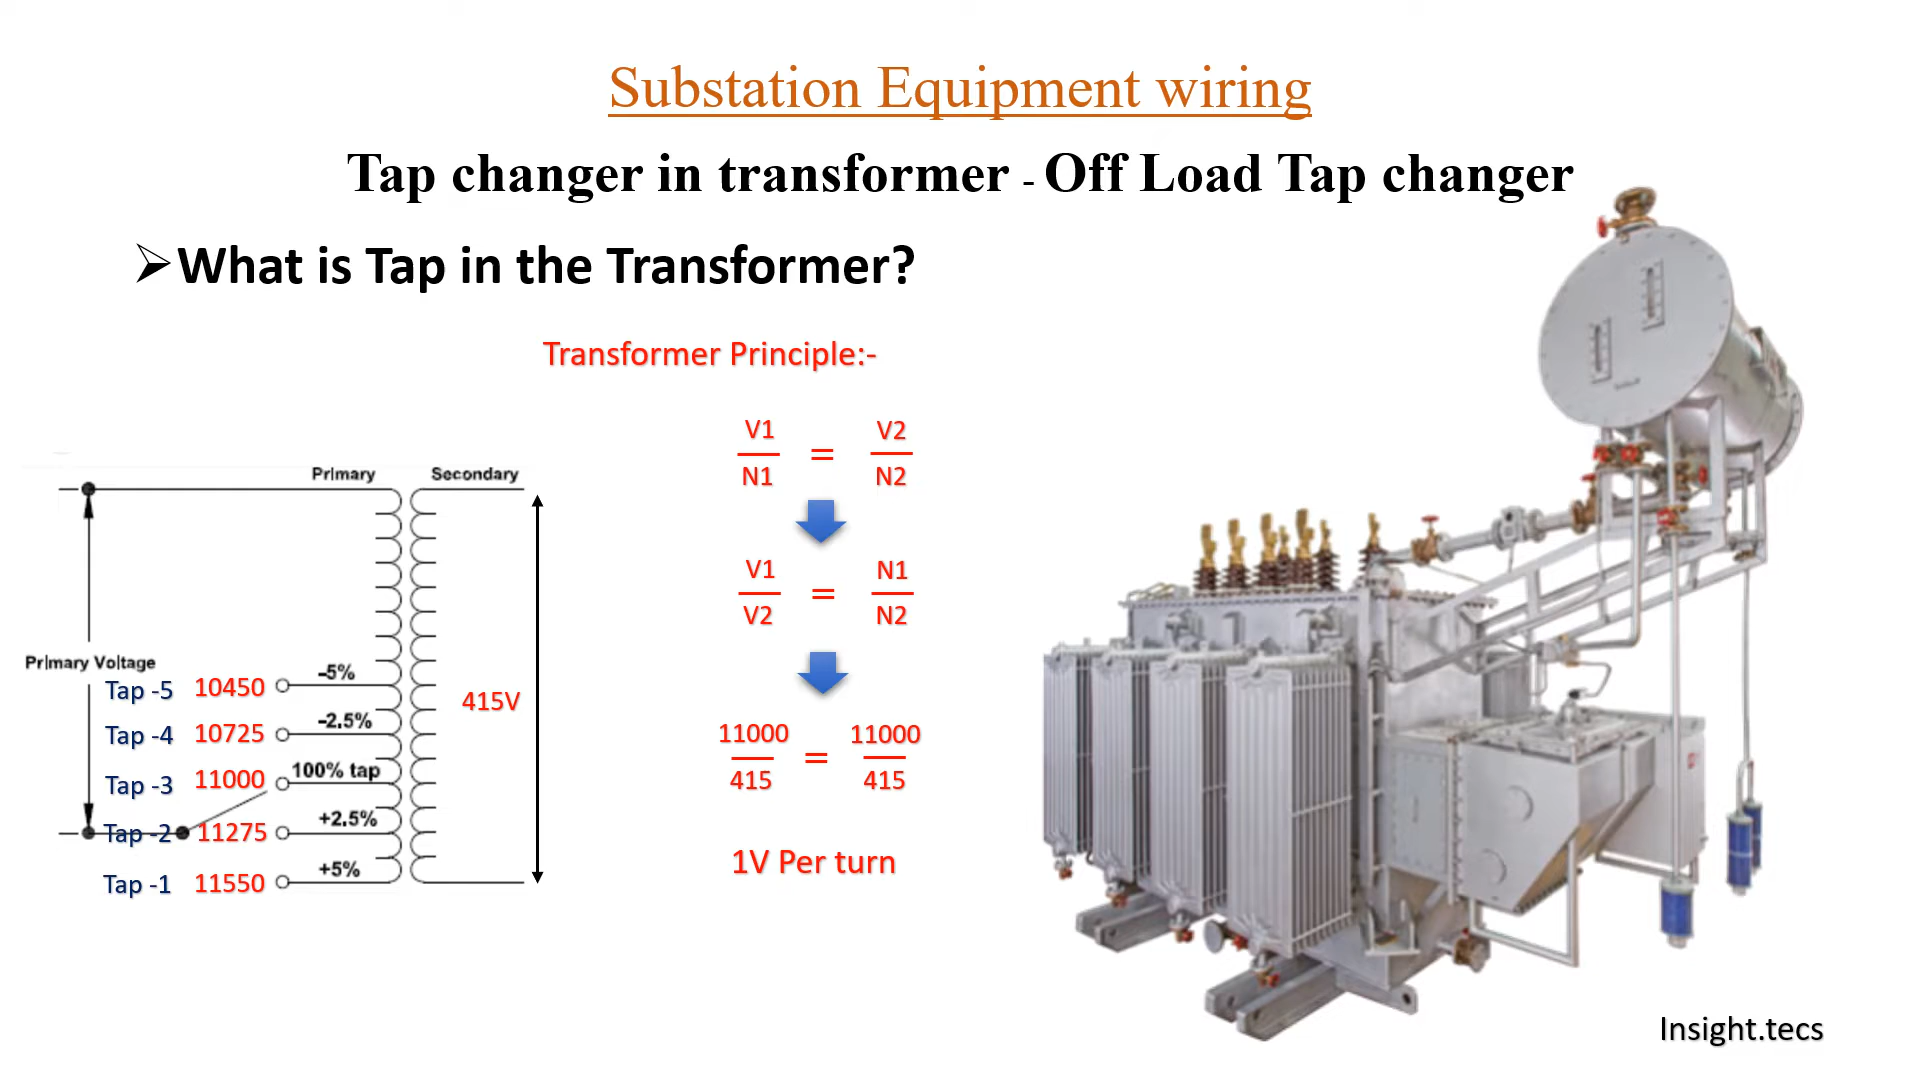 Substation Equipment wiring
Tap changer in transformer - Off Load Tap changer
➢What is Tap in the Transformer?
Transformer Principle:-
V1
N1
=
V2
N2
V1
V2
=
N1
N2
11000
415
=
11000
415
1V Per turn
Primary
Secondary
Primary Voltage
Tap -5 10450 -5%
Tap -4 10725 -2.5%
Tap -3 11000 100% tap
Tap -2 11275 +2.5%
Tap -1 11550 +5%
415V
Insight.tecs